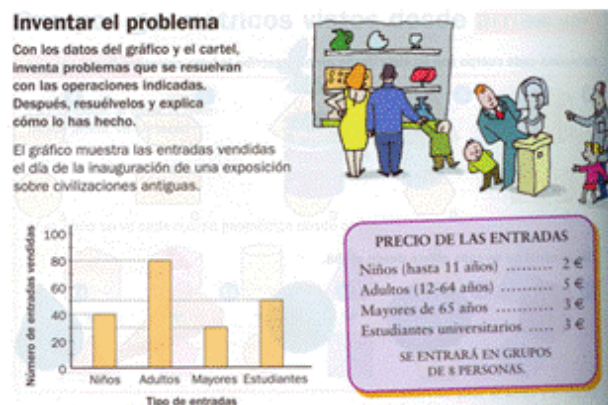 Inventar el problema
Con los datos del gráfico y el cartel,
inventa problemas que se resuelvan
con las operaciones indicadas.
Después, resuélvelos y explica
cómo lo has hecho.
El gráfico muestra las entradas vendidas
el día de la inauguración de una exposición
sobre civilizaciones antiguas.
Número de entradas vendidas
100
80
60
40
20
0
Niños Adultos Mayores Estudiantes
Tipo de entradas
PRECIO DE LAS ENTRADAS
Niños (hasta 11 años) .......... 2 €
Adultos (12-64 años) .......... 5 €
Mayores de 65 años .......... 3 €
Estudiantes universitarios ..... 3 €
SE ENTRARÁ EN GRUPOS
DE 8 PERSONAS.